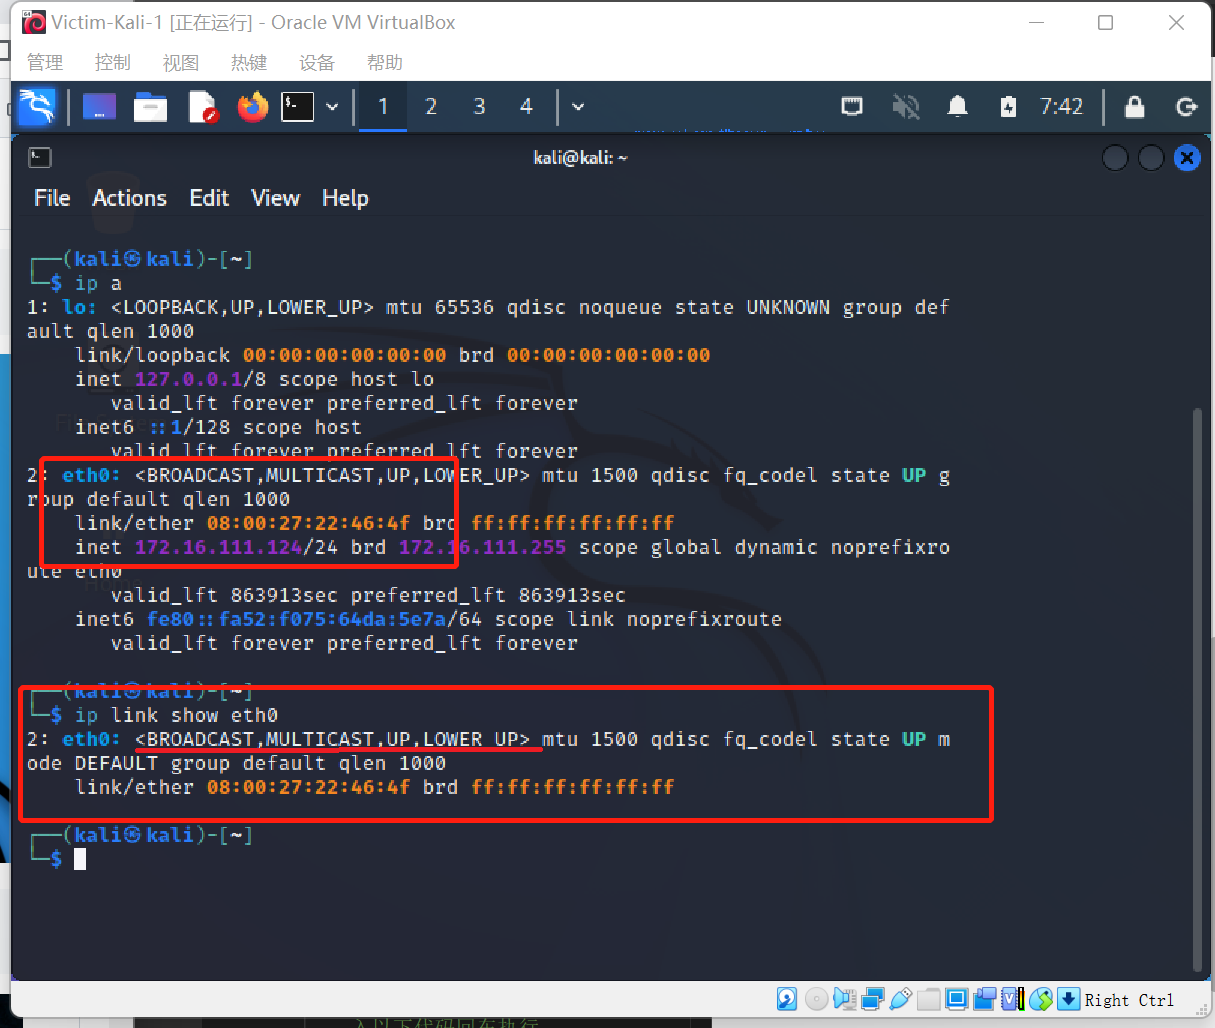 Victim-Kali-1 [正在运行] - Oracle VM VirtualBox
管理 控制 视图 热键 设备 帮助
1 2 3 4 7:42
kali@kali: ~
File Actions Edit View Help
(kali㉿kali)-[~]
$ ip a
1: lo: <LOOPBACK,UP,LOWER_UP> mtu 65536 qdisc noqueue state UNKNOWN group def
ault qlen 1000
link/loopback 00:00:00:00:00:00 brd 00:00:00:00:00:00
inet 127.0.0.1/8 scope host lo
valid_lft forever preferred_lft forever
inet6 ::1/128 scope host
valid_lft forever preferred_lft forever
2: eth0: <BROADCAST,MULTICAST,UP,LOWER_UP> mtu 1500 qdisc fq_codel state UP g
roup default qlen 1000
link/ether 08:00:27:22:46:4f brd ff:ff:ff:ff:ff:ff
inet 172.16.111.124/24 brd 172.16.111.255 scope global dynamic noprefixro
ute eth0
valid_lft 863913sec preferred_lft 863913sec
inet6 fe80::fa52:f075:64da:5e7a/64 scope link noprefixroute
valid_lft forever preferred_lft forever
(kali㉿kali)-[~]
$ ip link show eth0
2: eth0: <BROADCAST,MULTICAST,UP,LOWER_UP> mtu 1500 qdisc fq_codel state UP m
ode DEFAULT group default qlen 1000
link/ether 08:00:27:22:46:4f brd ff:ff:ff:ff:ff:ff
(kali㉿kali)-[~]
$
Right Ctrl